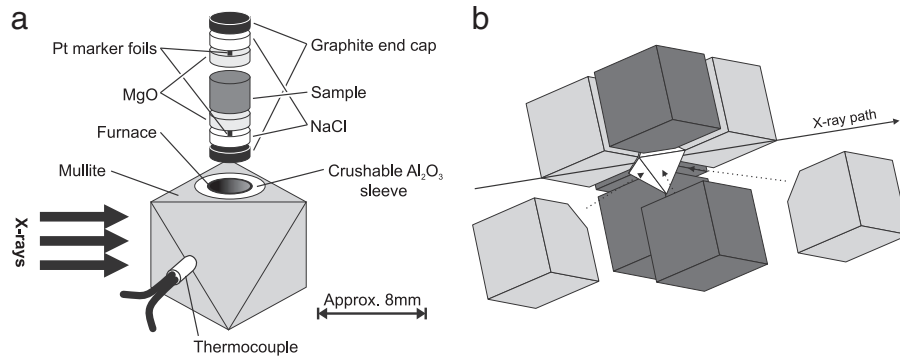 a
Pt marker foils
MgO
Furnace
Mullite
Graphite end cap
Sample
NaCl
Crushable Al₂O₃
sleeve
X-rays
Approx. 8mm
Thermocouple
b
X-ray path